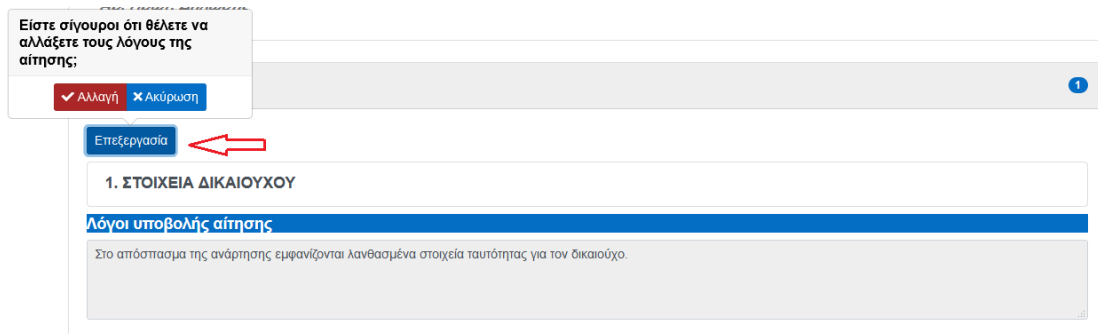 Είστε σίγουροι ότι θέλετε να
αλλάξετε τους λόγους της
αίτησης;
Αλλαγή Ακύρωση
1
Επεξεργασία
1. ΣΤΟΙΧΕΙΑ ΔΙΚΑΙΟΥΧΟΥ
Λόγοι υποβολής αίτησης
Στο απόσπασμα της ανάρτησης εμφανίζονται λανθασμένα στοιχεία ταυτότητας για τον δικαιούχο.